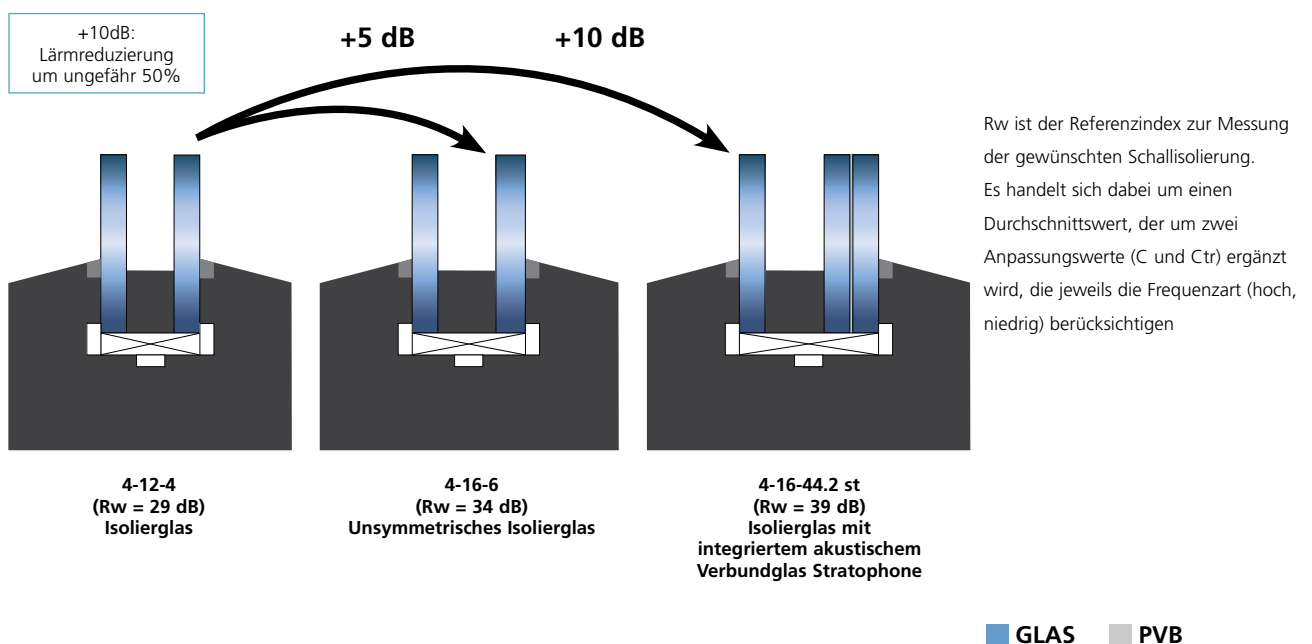 +10dB:
Lärmreduzierung
um ungefähr 50%
+5 dB
+10 dB
Rw ist der Referenzindex zur Messung
der gewünschten Schallisolierung.
Es handelt sich dabei um einen
Durchschnittswert, der um zwei
Anpassungswerte (C und Ctr) ergänzt
wird, die jeweils die Frequenzart (hoch,
niedrig) berücksichtigen
4-12-4
(Rw = 29 dB)
Isolierglas
4-16-6
(Rw = 34 dB)
Unsymmetrisches Isolierglas
4-16-44.2 st
(Rw = 39 dB)
Isolierglas mit
integriertem akustischem
Verbundglas Stratophone
GLAS
PVB